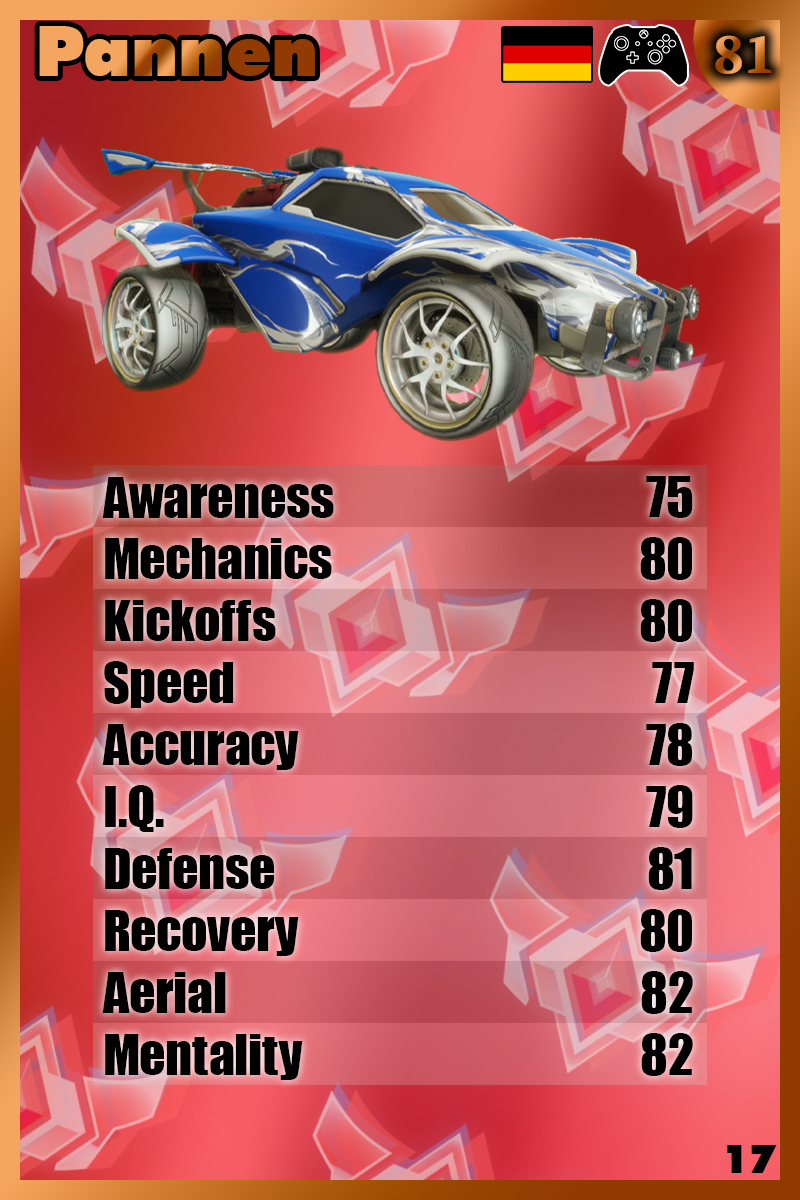 Pannen 81
Awareness 75
Mechanics 80
Kickoffs 80
Speed 77
Accuracy 78
I.Q. 79
Defense 81
Recovery 80
Aerial 82
Mentality 82
17